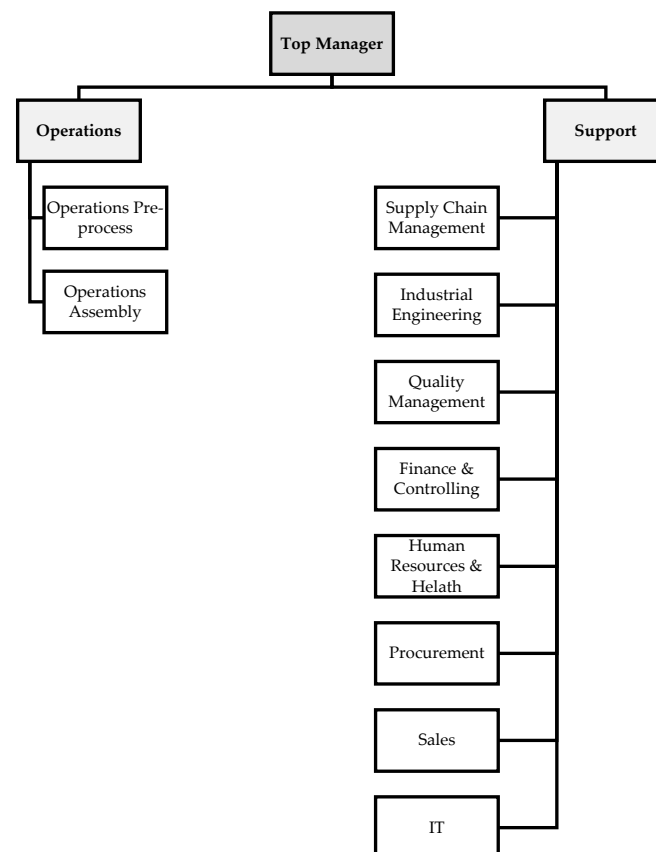 Top Manager
Operations
Support
Operations Pre-
process
Operations
Assembly
Supply Chain
Management
Industrial
Engineering
Quality
Management
Finance &
Controlling
Human
Resources &
Helath
Procurement
Sales
IT